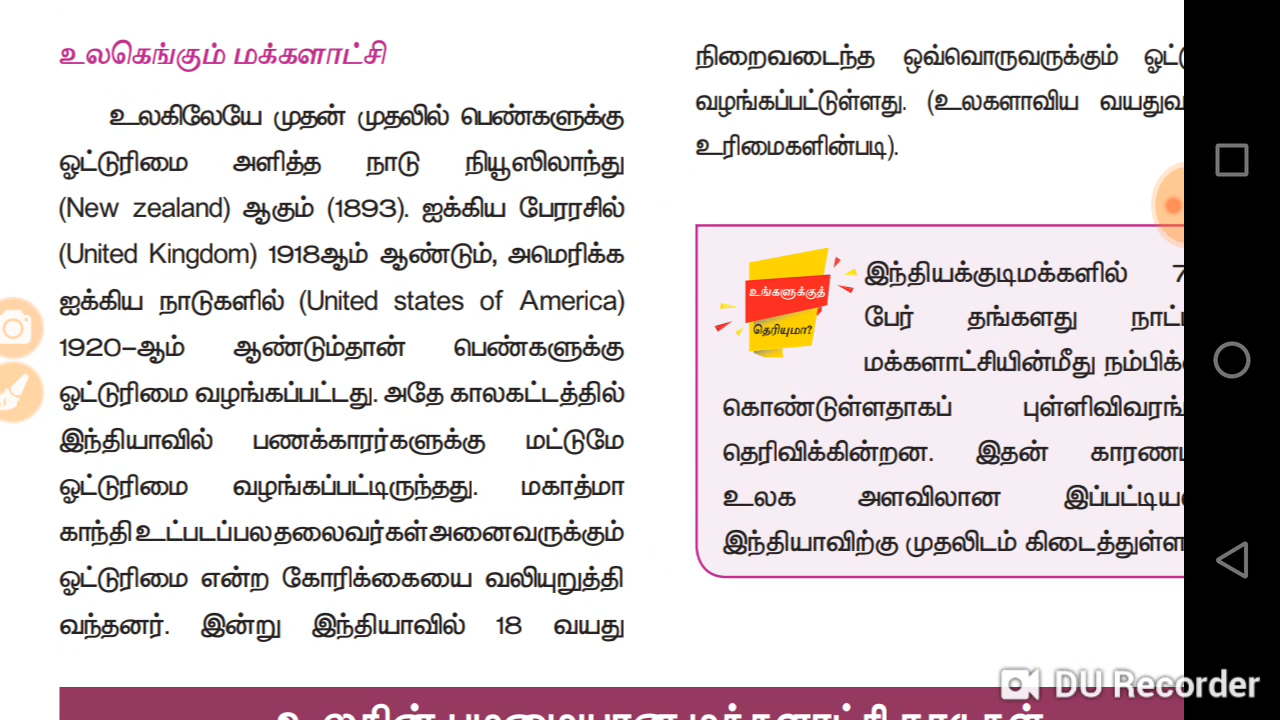 உலகெங்கும் மக்களாட்சி
உலகிலேயே முதன் முதலில் பெண்களுக்கு
ஓட்டுரிமை அளித்த நாடு நியூஸிலாந்து
(New zealand) ஆகும் (1893). ஐக்கிய பேரரசில்
(United Kingdom) 1918ஆம் ஆண்டும், அமெரிக்க
ஐக்கிய நாடுகளில் (United states of America)
1920-ஆம் ஆண்டும்தான் பெண்களுக்கு
ஓட்டுரிமை வழங்கப்பட்டது. அதே காலகட்டத்தில்
இந்தியாவில் பணக்காரர்களுக்கு மட்டுமே
ஓட்டுரிமை வழங்கப்பட்டிருந்தது. மகாத்மா
காந்தி உட்படப் பல தலைவர்கள் அனைவருக்கும்
ஓட்டுரிமை என்ற கோரிக்கையை வலியுறுத்தி
வந்தனர். இன்று இந்தியாவில் 18 வயது
நிறைவடைந்த ஒவ்வொருவருக்கும்
வழங்கப்பட்டுள்ளது. (உலகளாவிய
உரிமைகளின்படி).
உங்களுக்குத்
தெரியுமா?
இந்தியக்குடிமக்களில்
பேர் தங்களது
மக்களாட்சியின்மீது
கொண்டுள்ளதாகப்
தெரிவிக்கின்றன. இதன்
உலக அளவிலான
இந்தியாவிற்கு முதலிடம்
DU Recorder